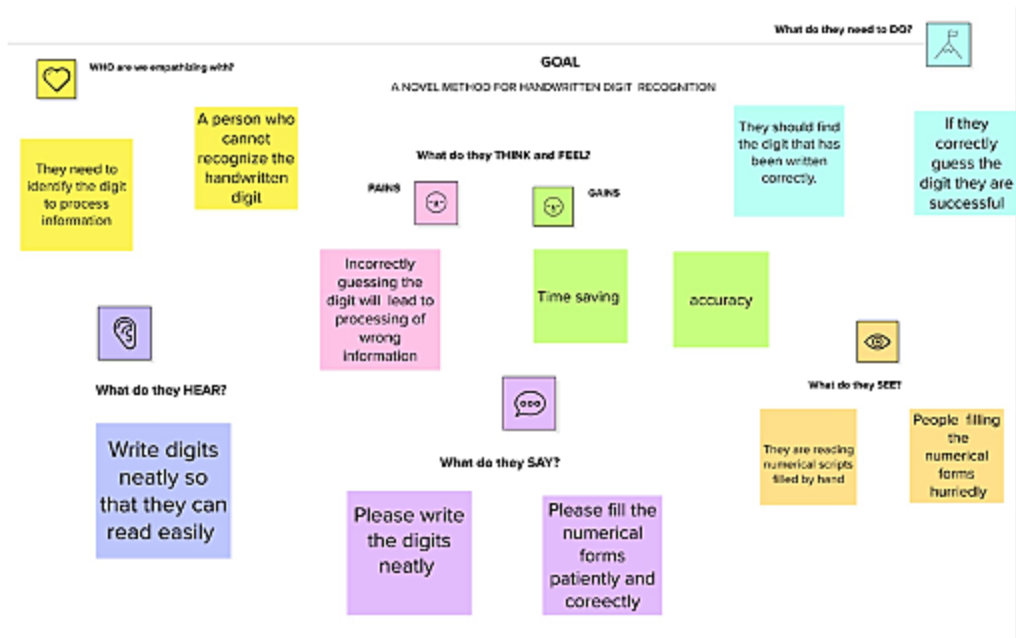 What do they need to DO?
WHO are we empathizing with?
GOAL
A NOVEL METHOD FOR HANDWRITTEN DIGIT RECOGNITION
They need to
identify the digit
to process
information
A person who
cannot
recognize the
handwritten
digit
What do they THINK and FEEL?
PAINS
GAINS
They should find
the digit that has
been written
correctly.
If they
correctly
guess the
digit they are
successful
Incorrectly
guessing the
digit will lead to
processing of
wrong
information
Time saving
accuracy
What do they HEAR?
Write digits
neatly so
that they can
read easily
What do they SAY?
Please write
the digits
neatly
Please fill the
numerical
forms
patiently and
coreectly
What do they SEE?
They are reading
numerical scripts
filled by hand
People filling
the
numerical
forms
hurriedly